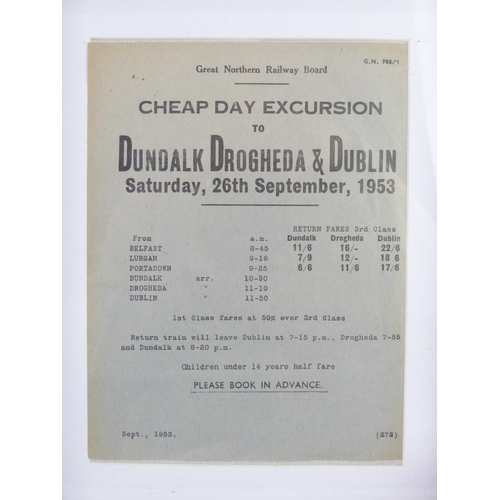 G.N. 762/1
Great Northern Railway Board
CHEAP DAY EXCURSION
TO
DUNDALK DROGHEDA & DUBLIN
Saturday, 26th September, 1953
RETURN FARES 3rd Class
From a.m. Dundalk Drogheda Dublin
BELFAST 8-45 11/6 16/- 22/6
LURGAN 9-16 7/9 12/- 18 6
PORTADOWN 9-25 6/6 11/6 17/6
DUNDALK arr. 10-30
DROGHEDA " 11-10
DUBLIN " 11-50
1st Class fares at 50% over 3rd Class
Return train will leave Dublin at 7-15 p.m., Drogheda 7-55
and Dundalk at 8-20 p.m.
Children under 14 years half fare
PLEASE BOOK IN ADVANCE.
Sept., 1953. (272)